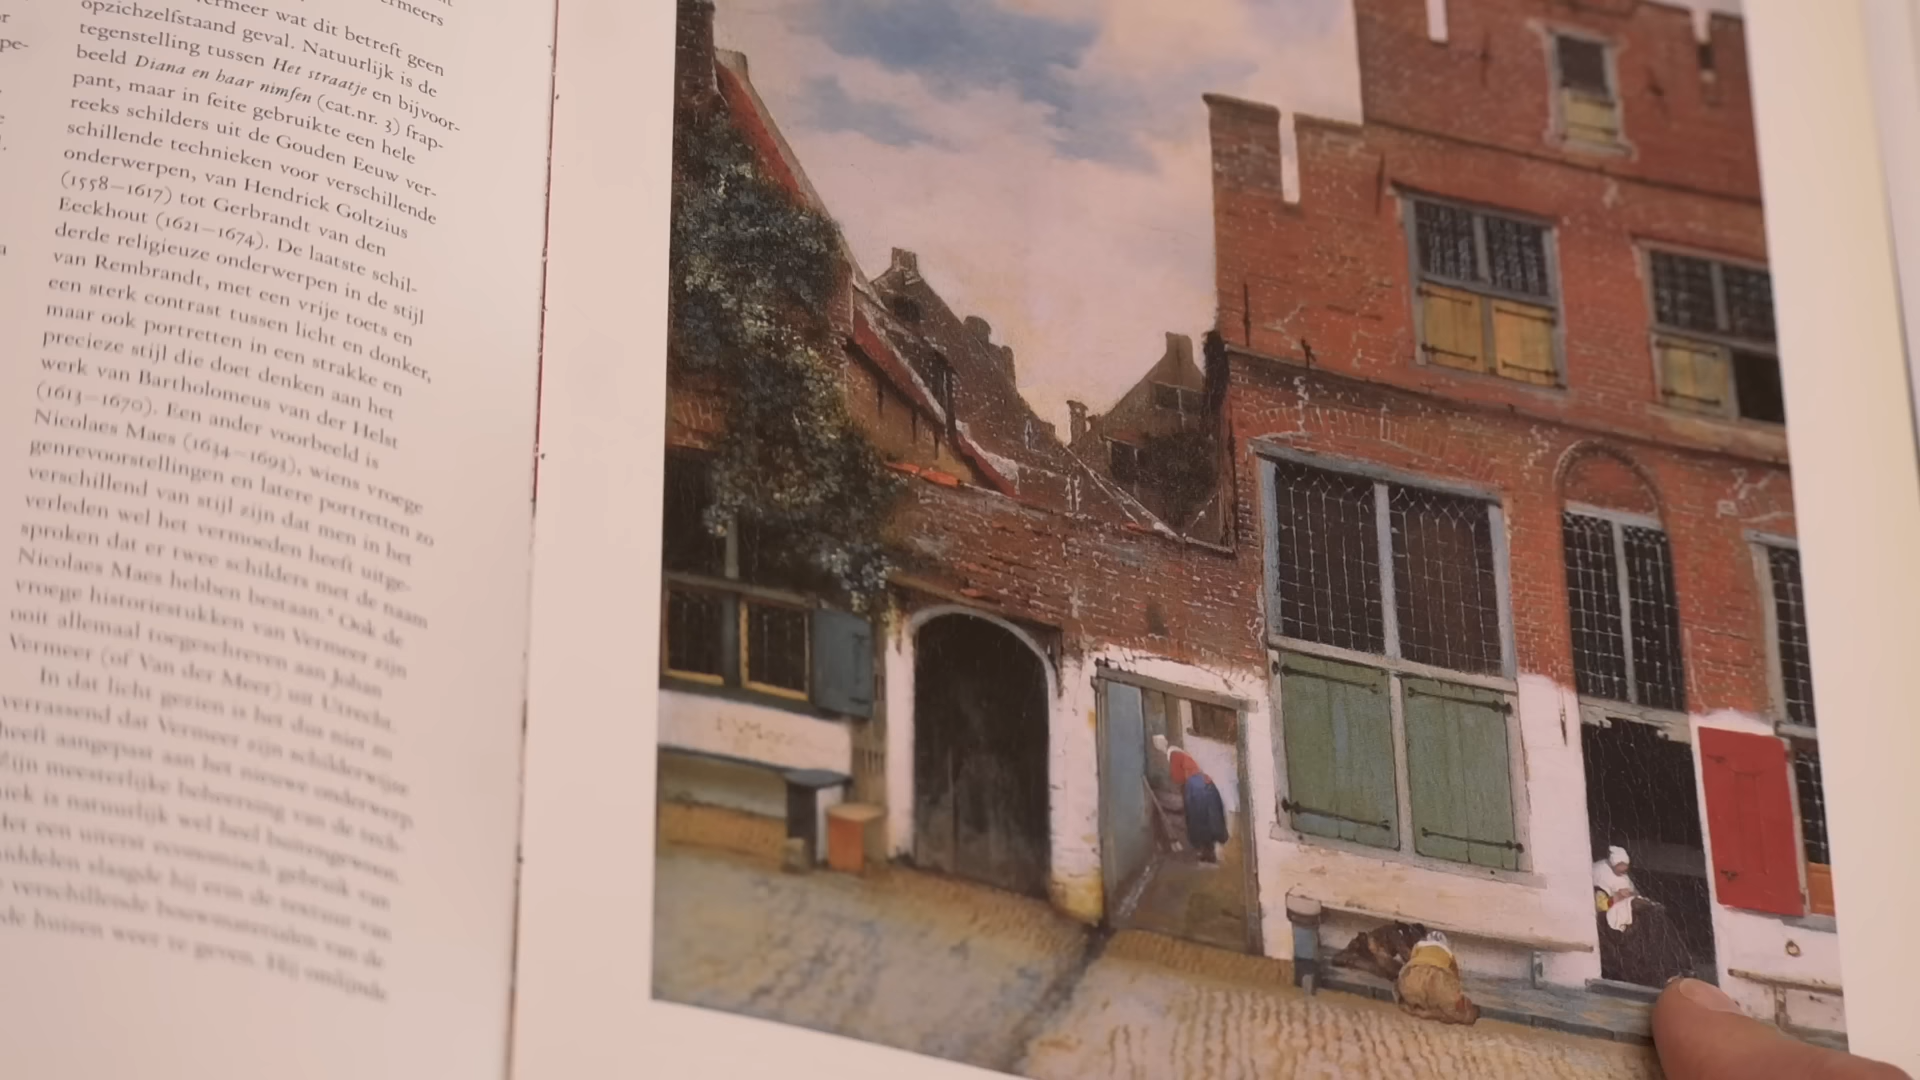 Vermeers
Vermeer wat dit betreft geen
opzichzelfstaand geval. Natuurlijk is de
tegenstelling tussen Het straatje en bijvoor-
beeld Diana en haar nimfen (cat.nr. 3) frap-
pant, maar in feite gebruikte een hele
reeks schilders uit de Gouden Eeuw ver-
schillende technieken voor verschillende
onderwerpen, van Hendrick Goltzius
(1558–1617) tot Gerbrandt van den
Eeckhout (1621–1674). De laatste schil-
derde religieuze onderwerpen in de stijl
van Rembrandt, met een vrije toets en
een sterk contrast tussen licht en donker,
maar ook portretten in een strakke en
precieze stijl die doet denken aan het
werk van Bartholomeus van der Helst
(1613–1670). Een ander voorbeeld is
Nicolaes Maes (1634–1693), wiens vroege
genrevoorstellingen en latere portretten zo
verschillend van stijl zijn dat men in het
verleden wel het vermoeden heeft uitge-
sproken dat er twee schilders met de naam
Nicolaes Maes hebben bestaan. Ook de
vroege historiestukken van Vermeer zijn
ooit allemaal toegeschreven aan Johan
Vermeer (of Van der Meer) uit Utrecht.
In dat licht gezien is het dus niet zo
verrassend dat Vermeer zijn schilderwijze
heeft aangepast aan het nieuwe onderwerp.
Zijn meesterlijke beheersing van de tech-
niek is natuurlijk wel heel buitengewoon.
Met een uiterst economisch gebruik van
middelen slaagde hij erin de textuur van
verschillende bouwmaterialen van de
de huizen weer te geven. Hij omlijnde